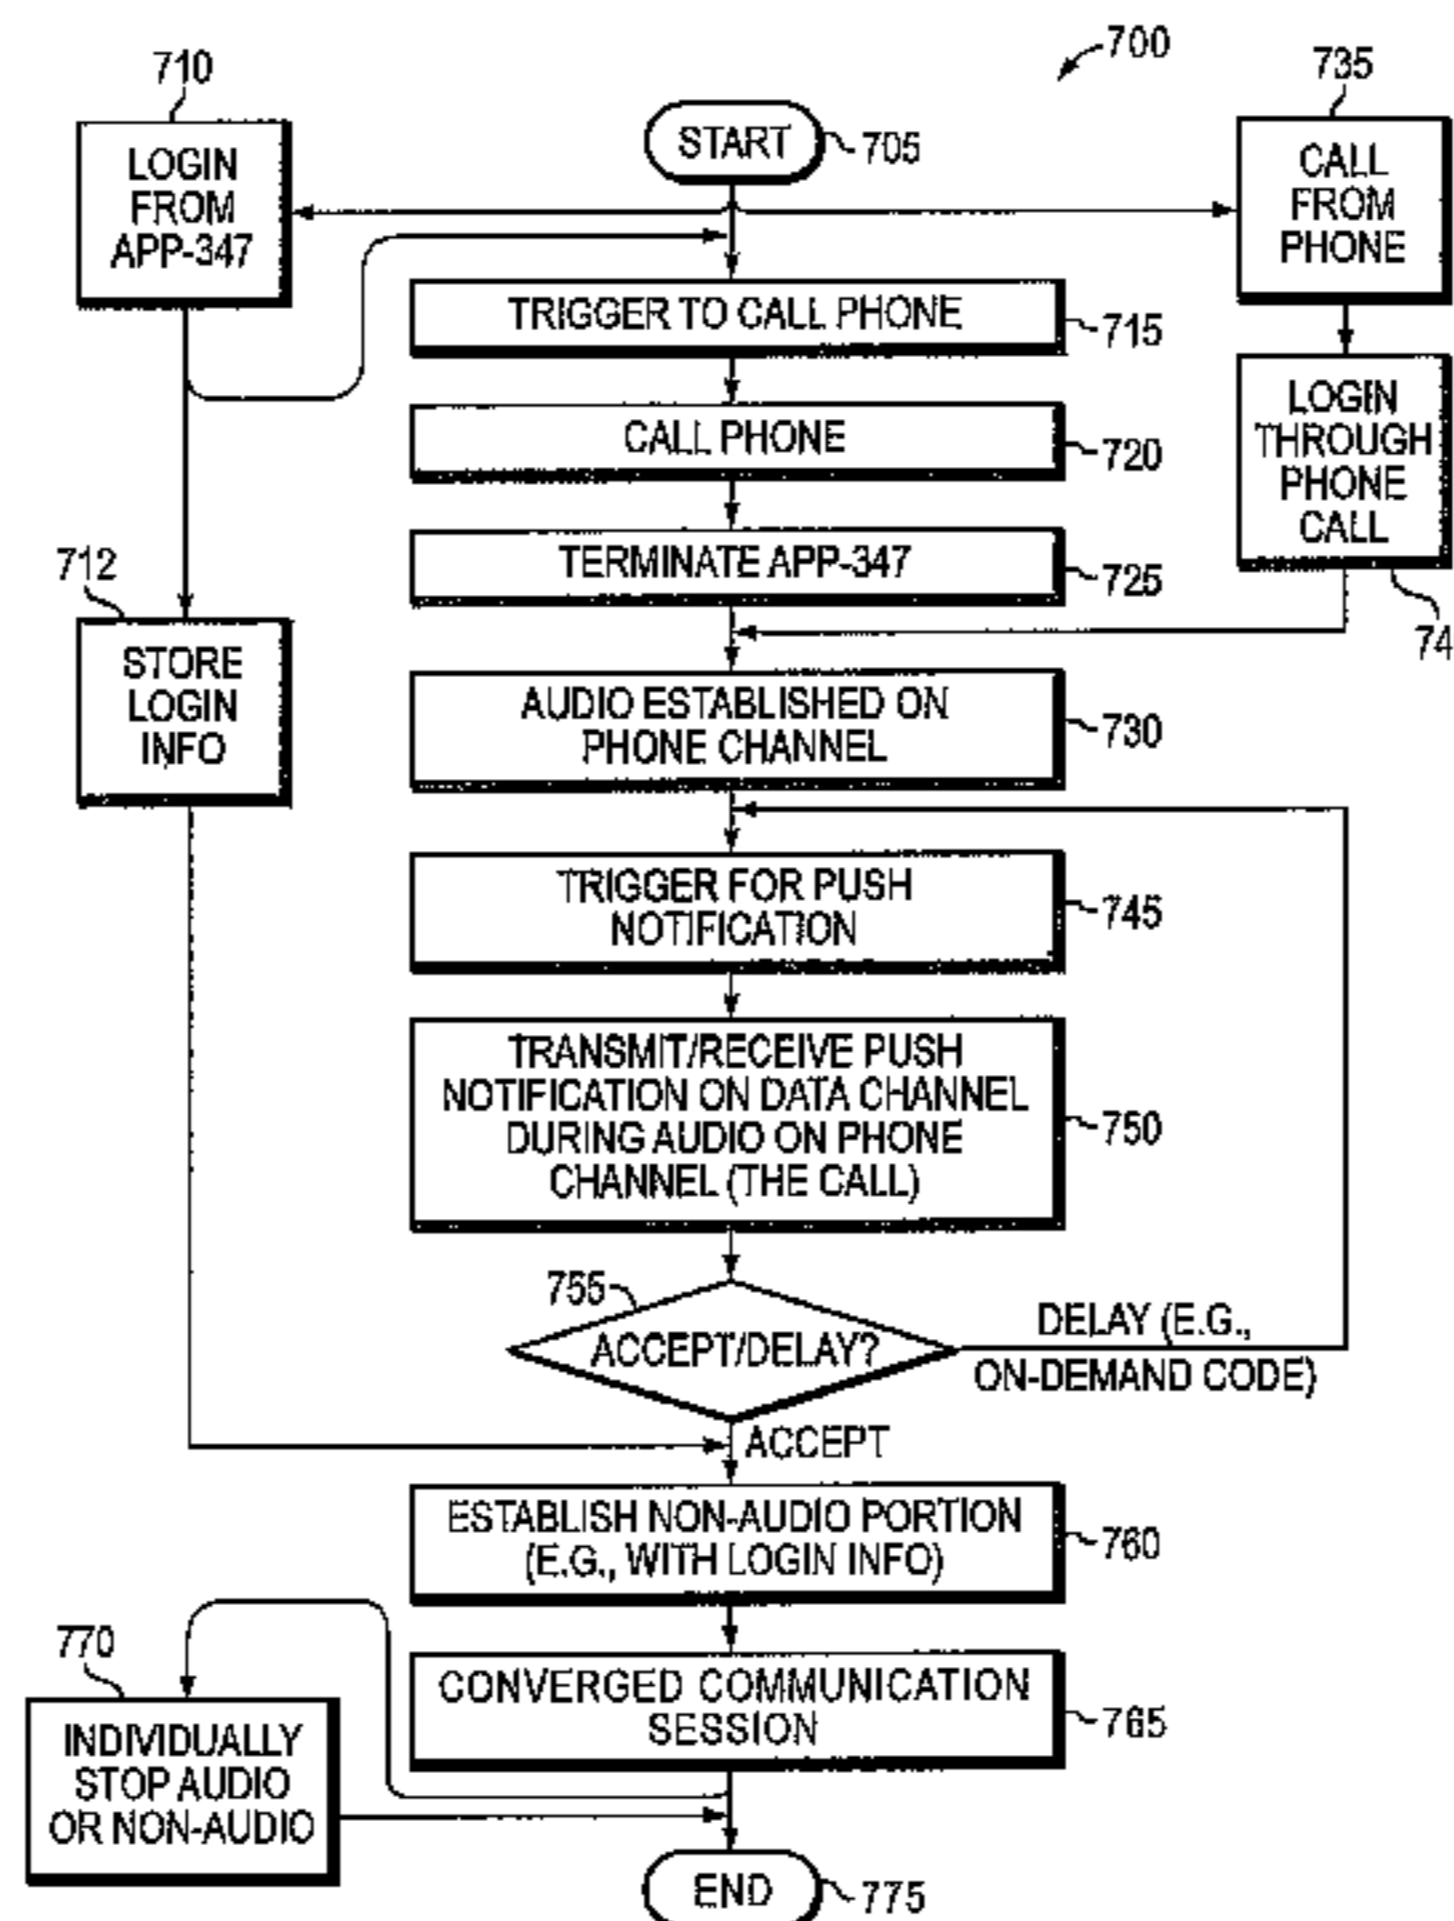 700
710
LOGIN
FROM
APP-347
START
705
735
CALL
FROM
PHONE
TRIGGER TO CALL PHONE
715
CALL PHONE
720
LOGIN
THROUGH
PHONE
CALL
74
TERMINATE APP-347
725
712
STORE
LOGIN
INFO
AUDIO ESTABLISHED ON
PHONE CHANNEL
730
TRIGGER FOR PUSH
NOTIFICATION
745
TRANSMIT/RECEIVE PUSH
NOTIFICATION ON DATA CHANNEL
DURING AUDIO ON PHONE
CHANNEL (THE CALL)
750
755
ACCEPT/DELAY?
DELAY (E.G.,
ON-DEMAND CODE)
ACCEPT
ESTABLISH NON-AUDIO PORTION
(E.G., WITH LOGIN INFO)
760
CONVERGED COMMUNICATION
SESSION
765
770
INDIVIDUALLY
STOP AUDIO
OR NON-AUDIO
END
775